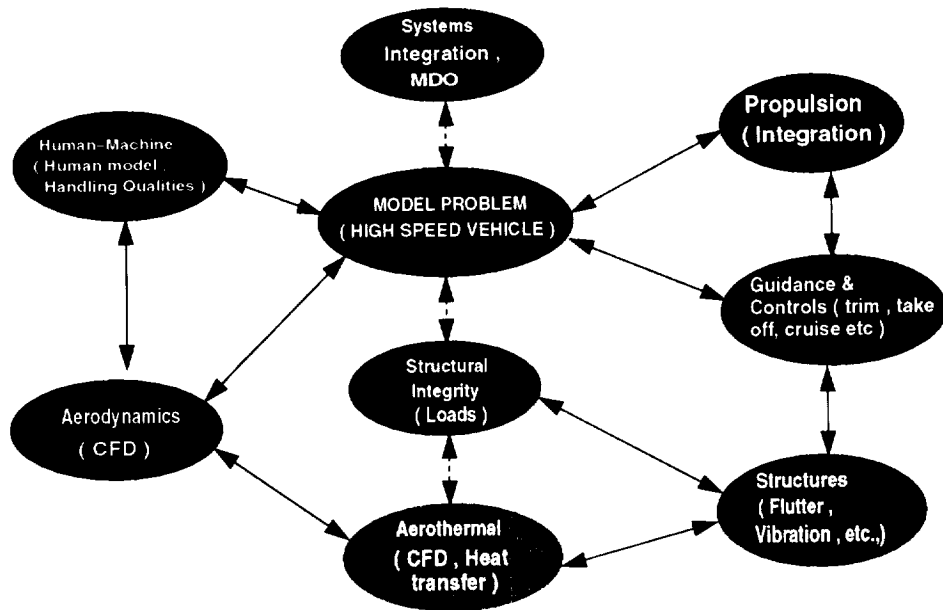 Systems
Integration ,
MDO
Propulsion
( Integration )
Human-Machine
( Human model ,
Handling Qualities )
MODEL PROBLEM
( HIGH SPEED VEHICLE )
Guidance &
Controls ( trim , take
off, cruise etc )
Structural
Integrity
( Loads )
Aerodynamics
( CFD )
Structures
( Flutter ,
Vibration , etc.,)
Aerothermal
( CFD , Heat
transfer )